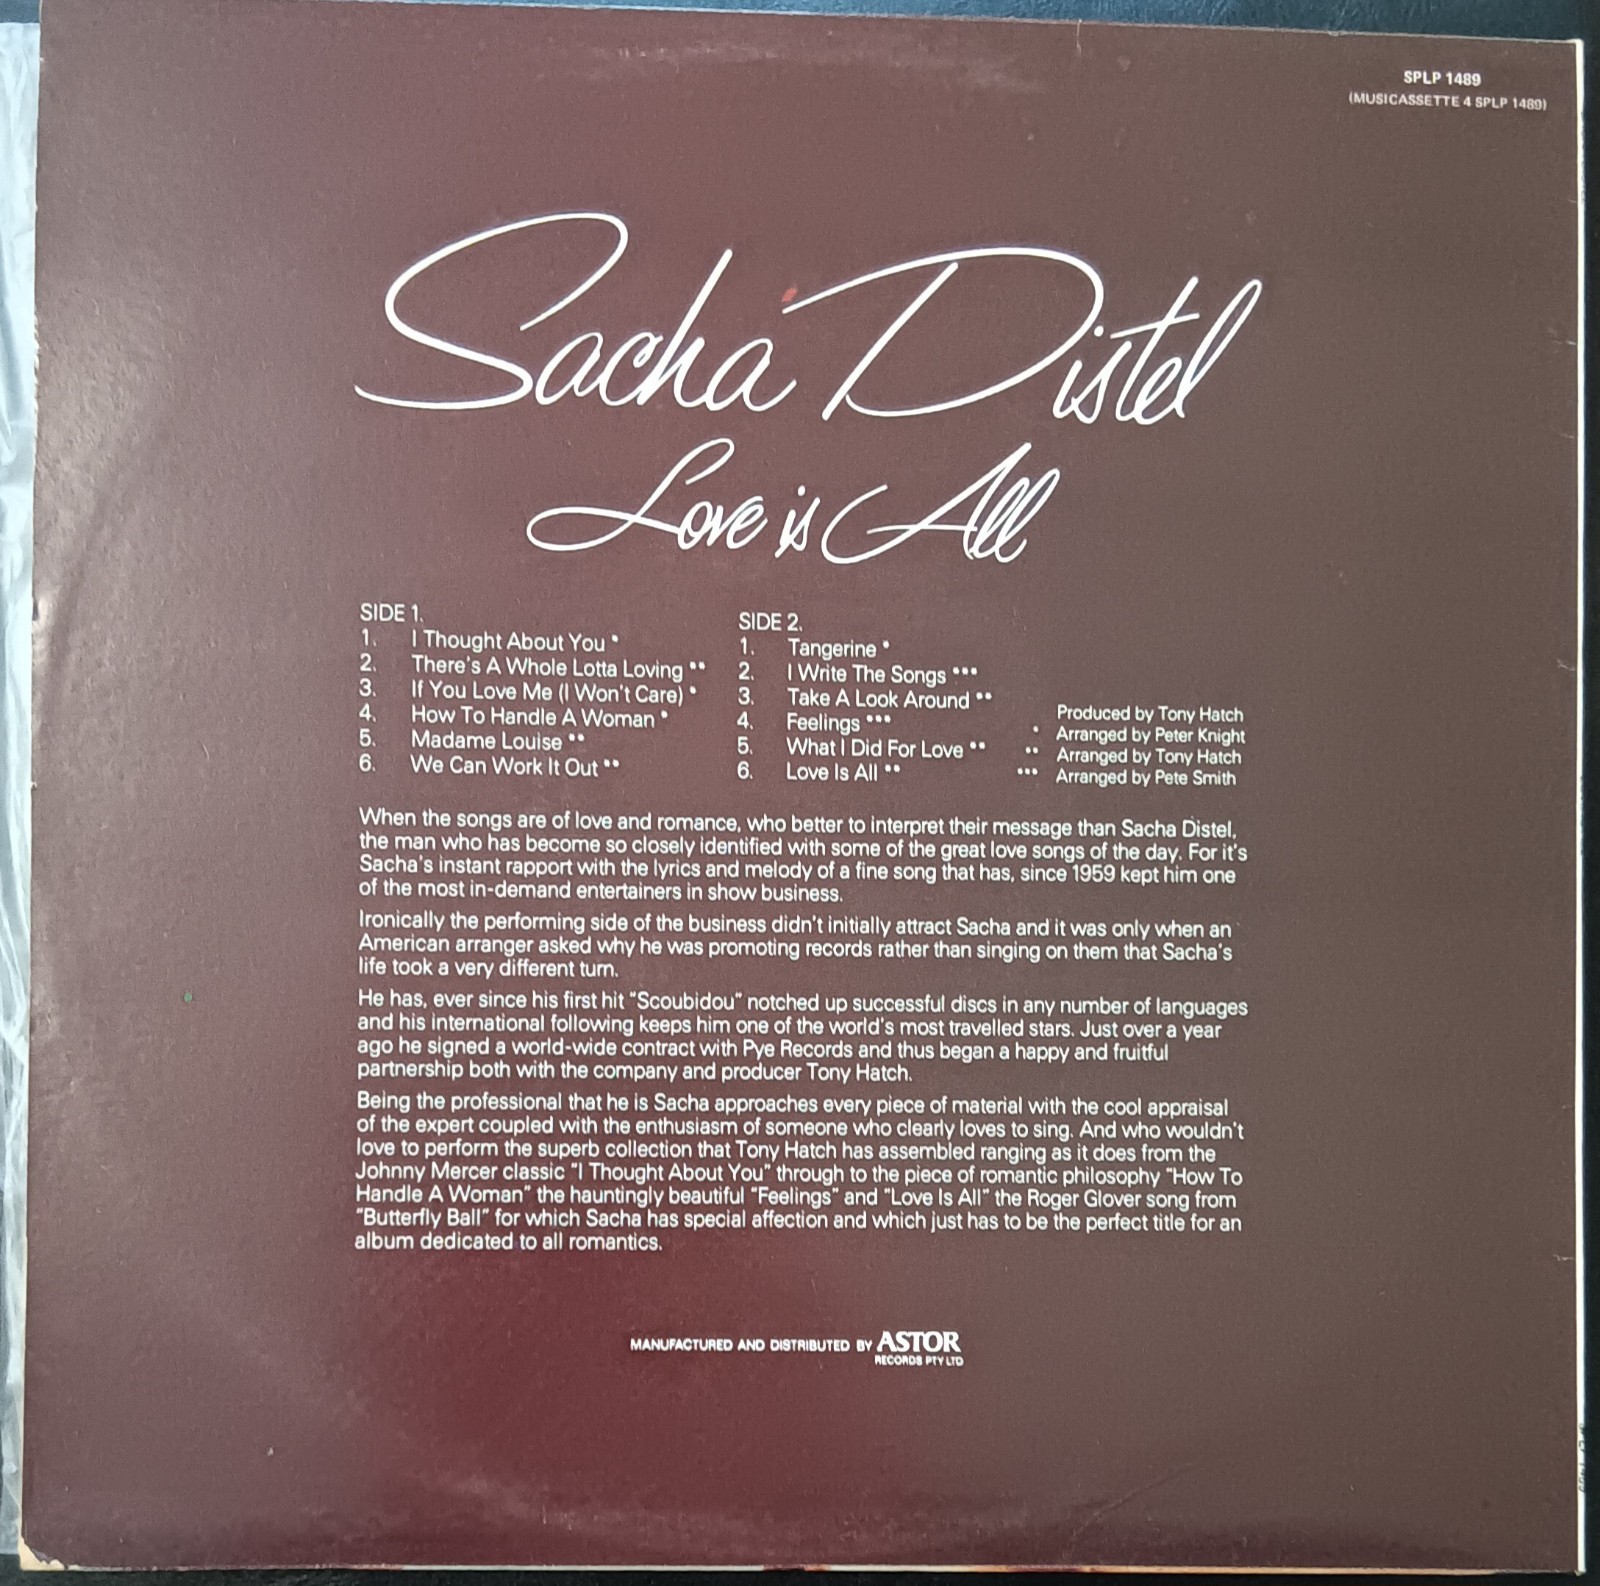 SPLP 1489
(MUSICASSETTE 4 SPLP 1489)
Sacha Distel
Love is All
SIDE 1.
1. I Thought About You *
2. There's A Whole Lotta Loving **
3. If You Love Me (I Won't Care) *
4. How To Handle A Woman *
5. Madame Louise **
6. We Can Work It Out **
SIDE 2.
1. Tangerine *
2. I Write The Songs ***
3. Take A Look Around **
4. Feelings ***
5. What I Did For Love **
6. Love Is All **
Produced by Tony Hatch
* Arranged by Peter Knight
** Arranged by Tony Hatch
*** Arranged by Pete Smith
When the songs are of love and romance, who better to interpret their message than Sacha Distel,
the man who has become so closely identified with some of the great love songs of the day. For it's
Sacha's instant rapport with the lyrics and melody of a fine song that has, since 1959 kept him one
of the most in-demand entertainers in show business.
Ironically the performing side of the business didn't initially attract Sacha and it was only when an
American arranger asked why he was promoting records rather than singing on them that Sacha's
life took a very different turn.
He has, ever since his first hit "Scoubidou" notched up successful discs in any number of languages
and his international following keeps him one of the world's most travelled stars. Just over a year
ago he signed a world-wide contract with Pye Records and thus began a happy and fruitful
partnership both with the company and producer Tony Hatch.
Being the professional that he is Sacha approaches every piece of material with the cool appraisal
of the expert coupled with the enthusiasm of someone who clearly loves to sing. And who wouldn't
love to perform the superb collection that Tony Hatch has assembled ranging as it does from the
Johnny Mercer classic "I Thought About You" through to the piece of romantic philosophy "How To
Handle A Woman" the hauntingly beautiful "Feelings" and "Love Is All" the Roger Glover song from
"Butterfly Ball" for which Sacha has special affection and which just has to be the perfect title for an
album dedicated to all romantics.
MANUFACTURED AND DISTRIBUTED BY ASTOR
RECORDS PTY LTD